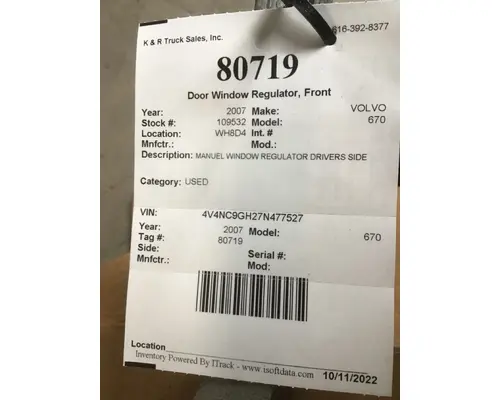 K & R Truck Sales, Inc. 616-392-8377
80719
Door Window Regulator, Front
Year: 2007 Make: VOLVO
Stock #: 109532 Model: 670
Location: WH8D4 Int. #
Mnfctr.: Mod.:
Description: MANUEL WINDOW REGULATOR DRIVERS SIDE
Category: USED
VIN: 4V4NC9GH27N477527
Year: 2007 Model: 670
Tag #: 80719
Side: Serial #:
Mnfctr.: Mod:
Location
Inventory Powered By ITrack - www.isoftdata.com 10/11/2022